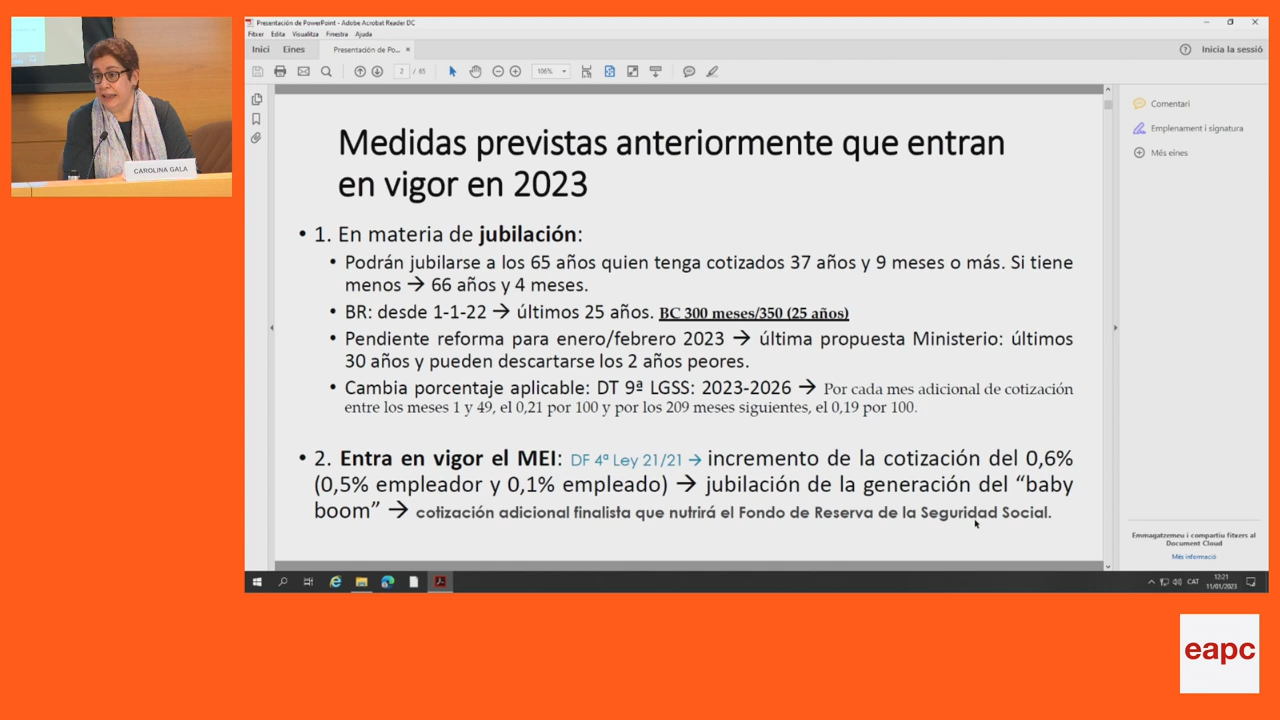 CAROLINA GALA
Presentación de PowerPoint - Adobe Acrobat Reader DC
Fitxer Edita Visualitza Finestra Ajuda
Inici Eines Presentación de Po... × Inicia la sessió
2 / 65 106%
Medidas previstas anteriormente que entran
en vigor en 2023
• 1. En materia de jubilación:
• Podrán jubilarse a los 65 años quien tenga cotizados 37 años y 9 meses o más. Si tiene
menos → 66 años y 4 meses.
• BR: desde 1-1-22 → últimos 25 años. BC 300 meses/350 (25 años)
• Pendiente reforma para enero/febrero 2023 → última propuesta Ministerio: últimos
30 años y pueden descartarse los 2 años peores.
• Cambia porcentaje aplicable: DT 9ª LGSS: 2023-2026 → Por cada mes adicional de cotización
entre los meses 1 y 49, el 0,21 por 100 y por los 209 meses siguientes, el 0,19 por 100.
• 2. Entra en vigor el MEI: DF 4ª Ley 21/21 → incremento de la cotización del 0,6%
(0,5% empleador y 0,1% empleado) → jubilación de la generación del “baby
boom” → cotización adicional finalista que nutrirá el Fondo de Reserva de la Seguridad Social.
Comentari
Emplenament i signatura
Més eines
Emmagatzemeu i compartiu fitxers al
Document Cloud
Més informació
CAT
12:21
11/01/2023
eapc